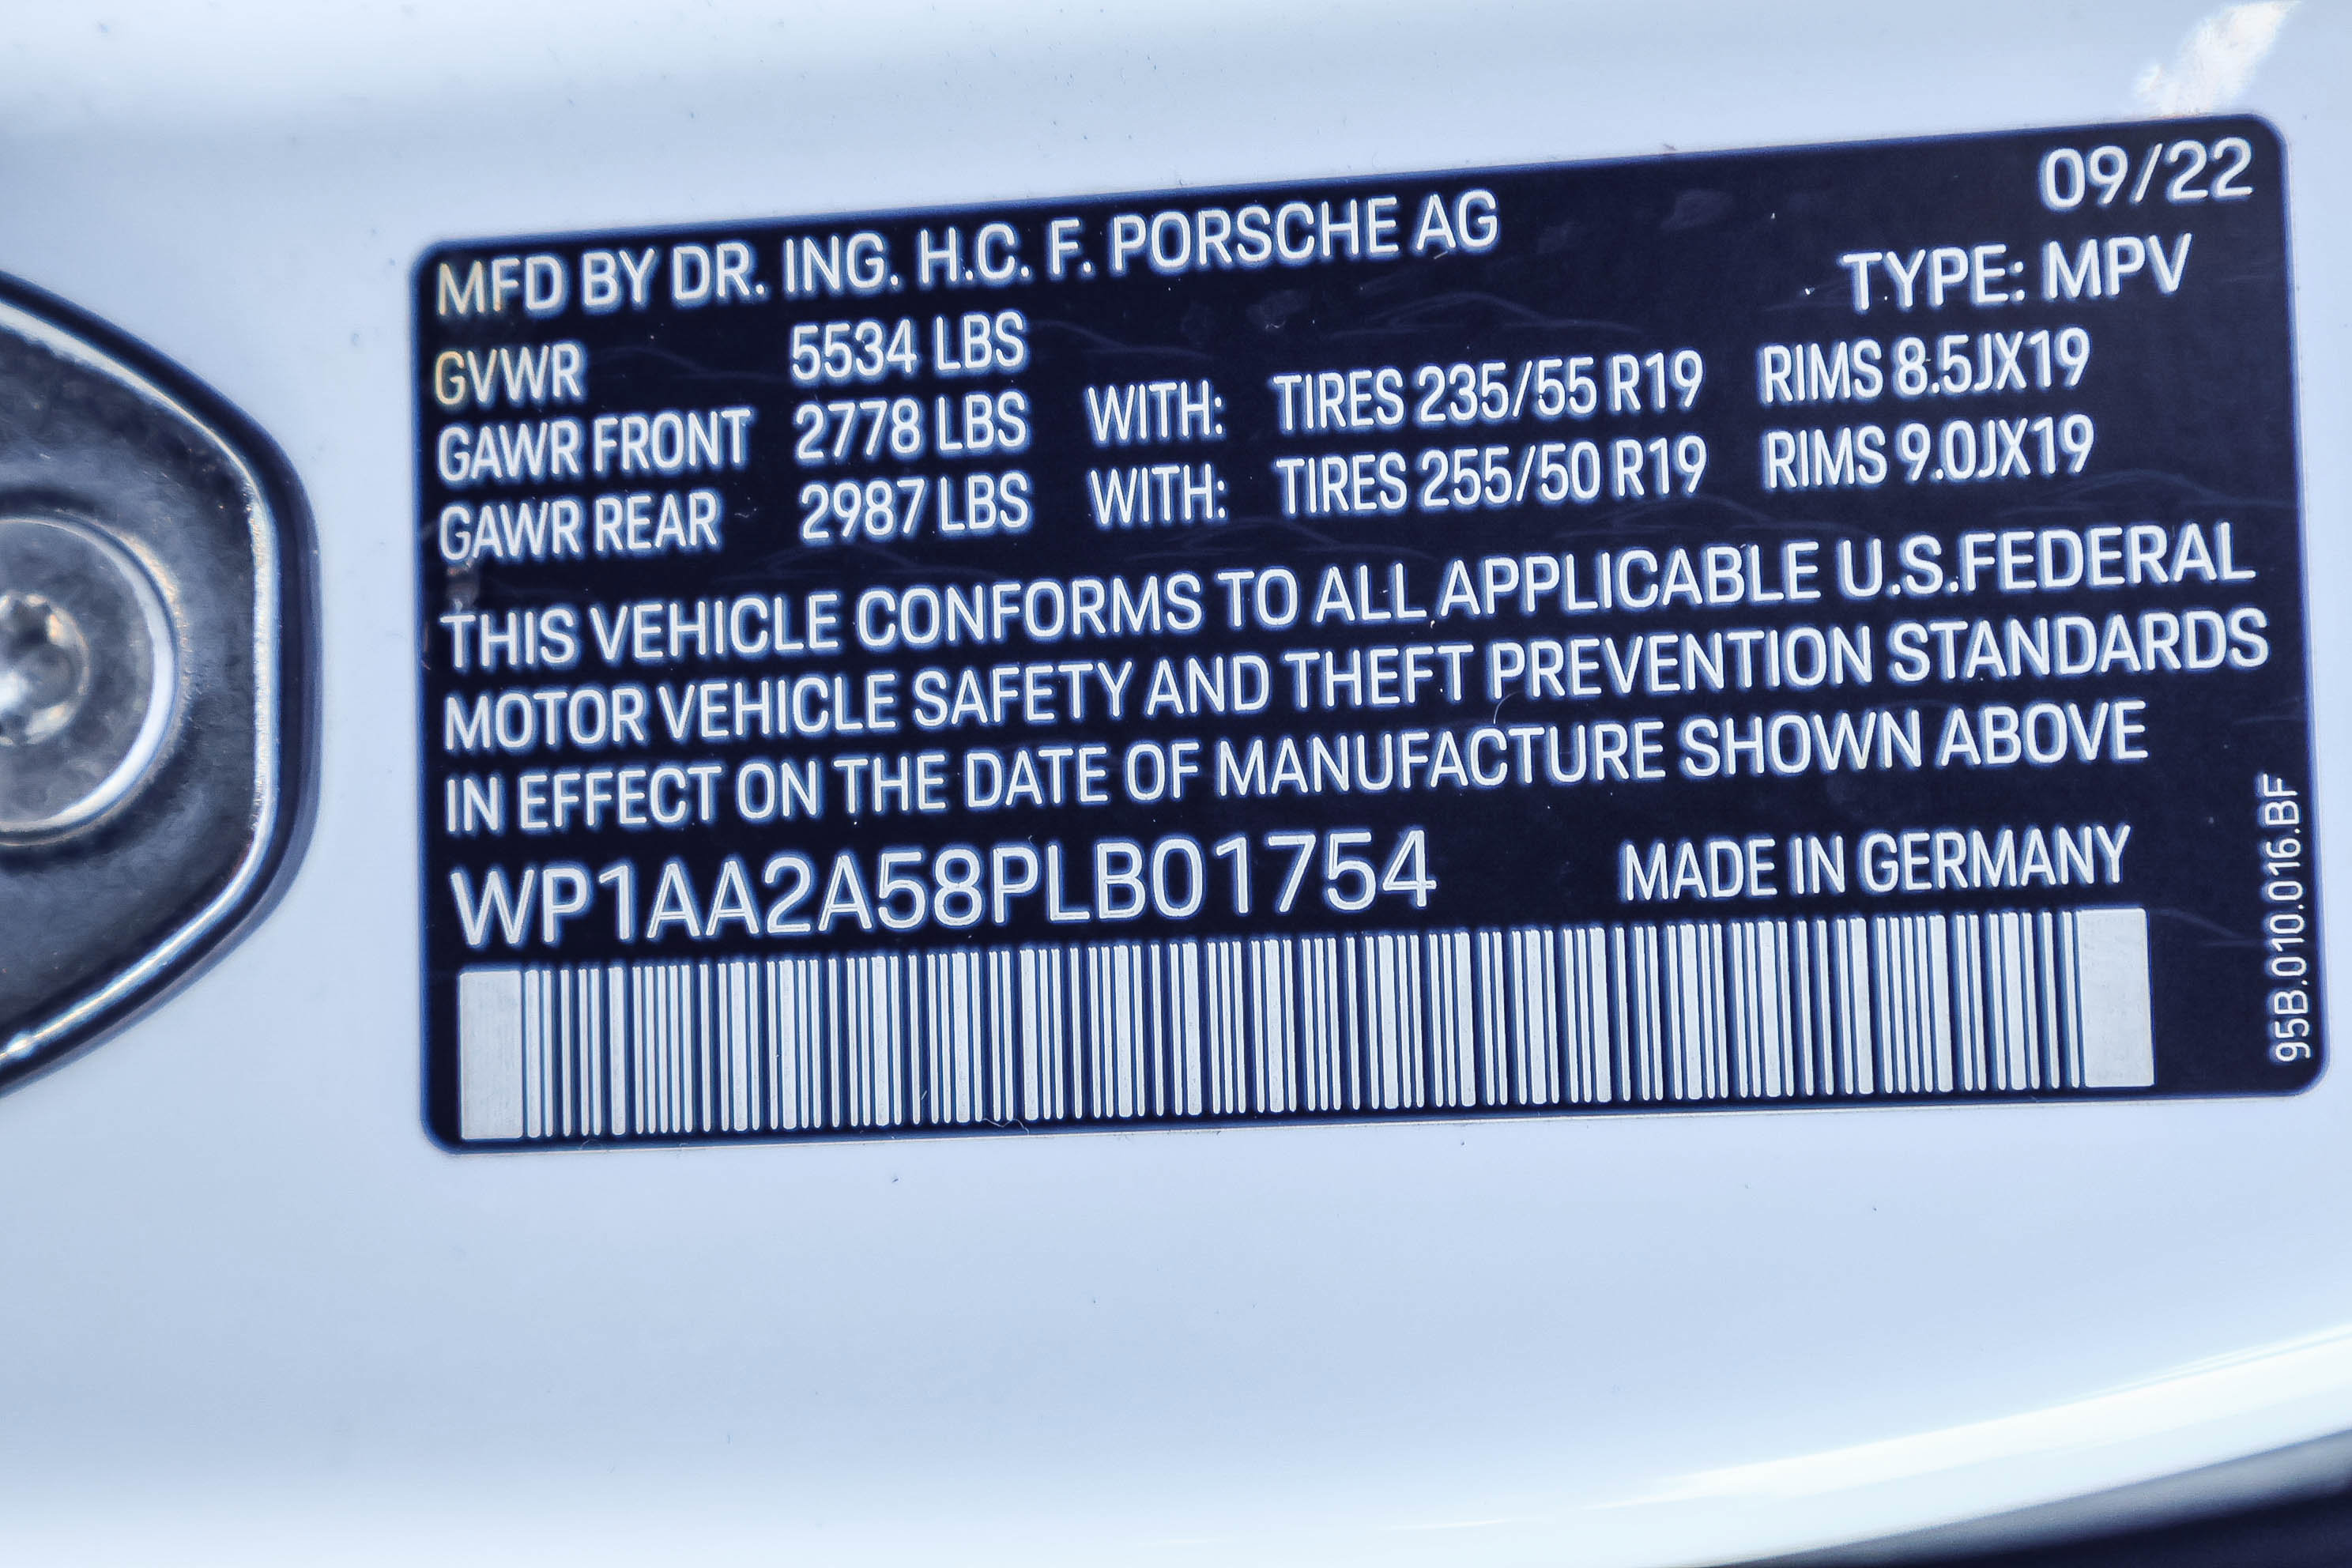 09/22
MFD BY DR. ING. H.C. F. PORSCHE AG
TYPE: MPV
GVWR 5534 LBS
GAWR FRONT 2778 LBS WITH: TIRES 235/55 R19 RIMS 8.5JX19
GAWR REAR 2987 LBS WITH: TIRES 255/50 R19 RIMS 9.0JX19
THIS VEHICLE CONFORMS TO ALL APPLICABLE U.S.FEDERAL
MOTOR VEHICLE SAFETY AND THEFT PREVENTION STANDARDS
IN EFFECT ON THE DATE OF MANUFACTURE SHOWN ABOVE
WP1AA2A58PLB01754 MADE IN GERMANY
95B.010.016.BF